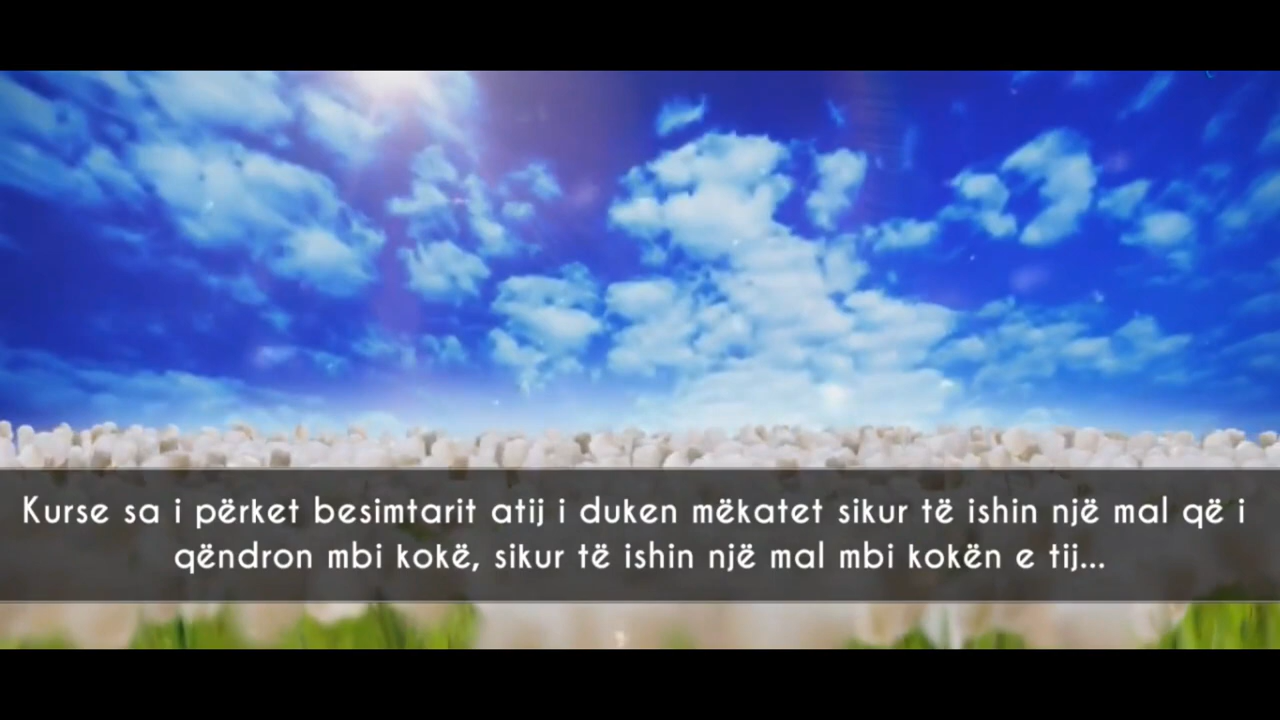 Kurse sa i përket besimtarit atij i duken mëkatet sikur të ishin një mal që i
qëndron mbi kokë, sikur të ishin një mal mbi kokën e tij...